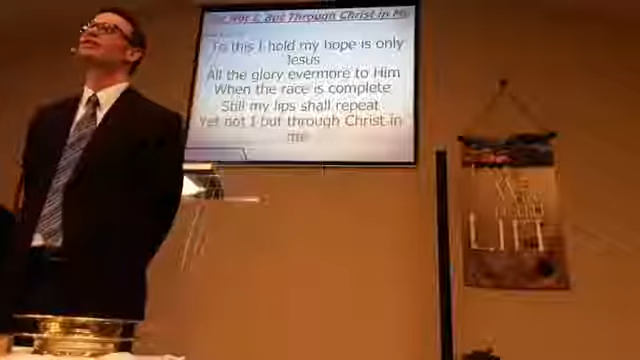 Not I, But Through Christ in Me
To this I hold my hope is only
Jesus
All the glory evermore to Him
When the race is complete
Still my lips shall repeat
Yet not I but through Christ in
me